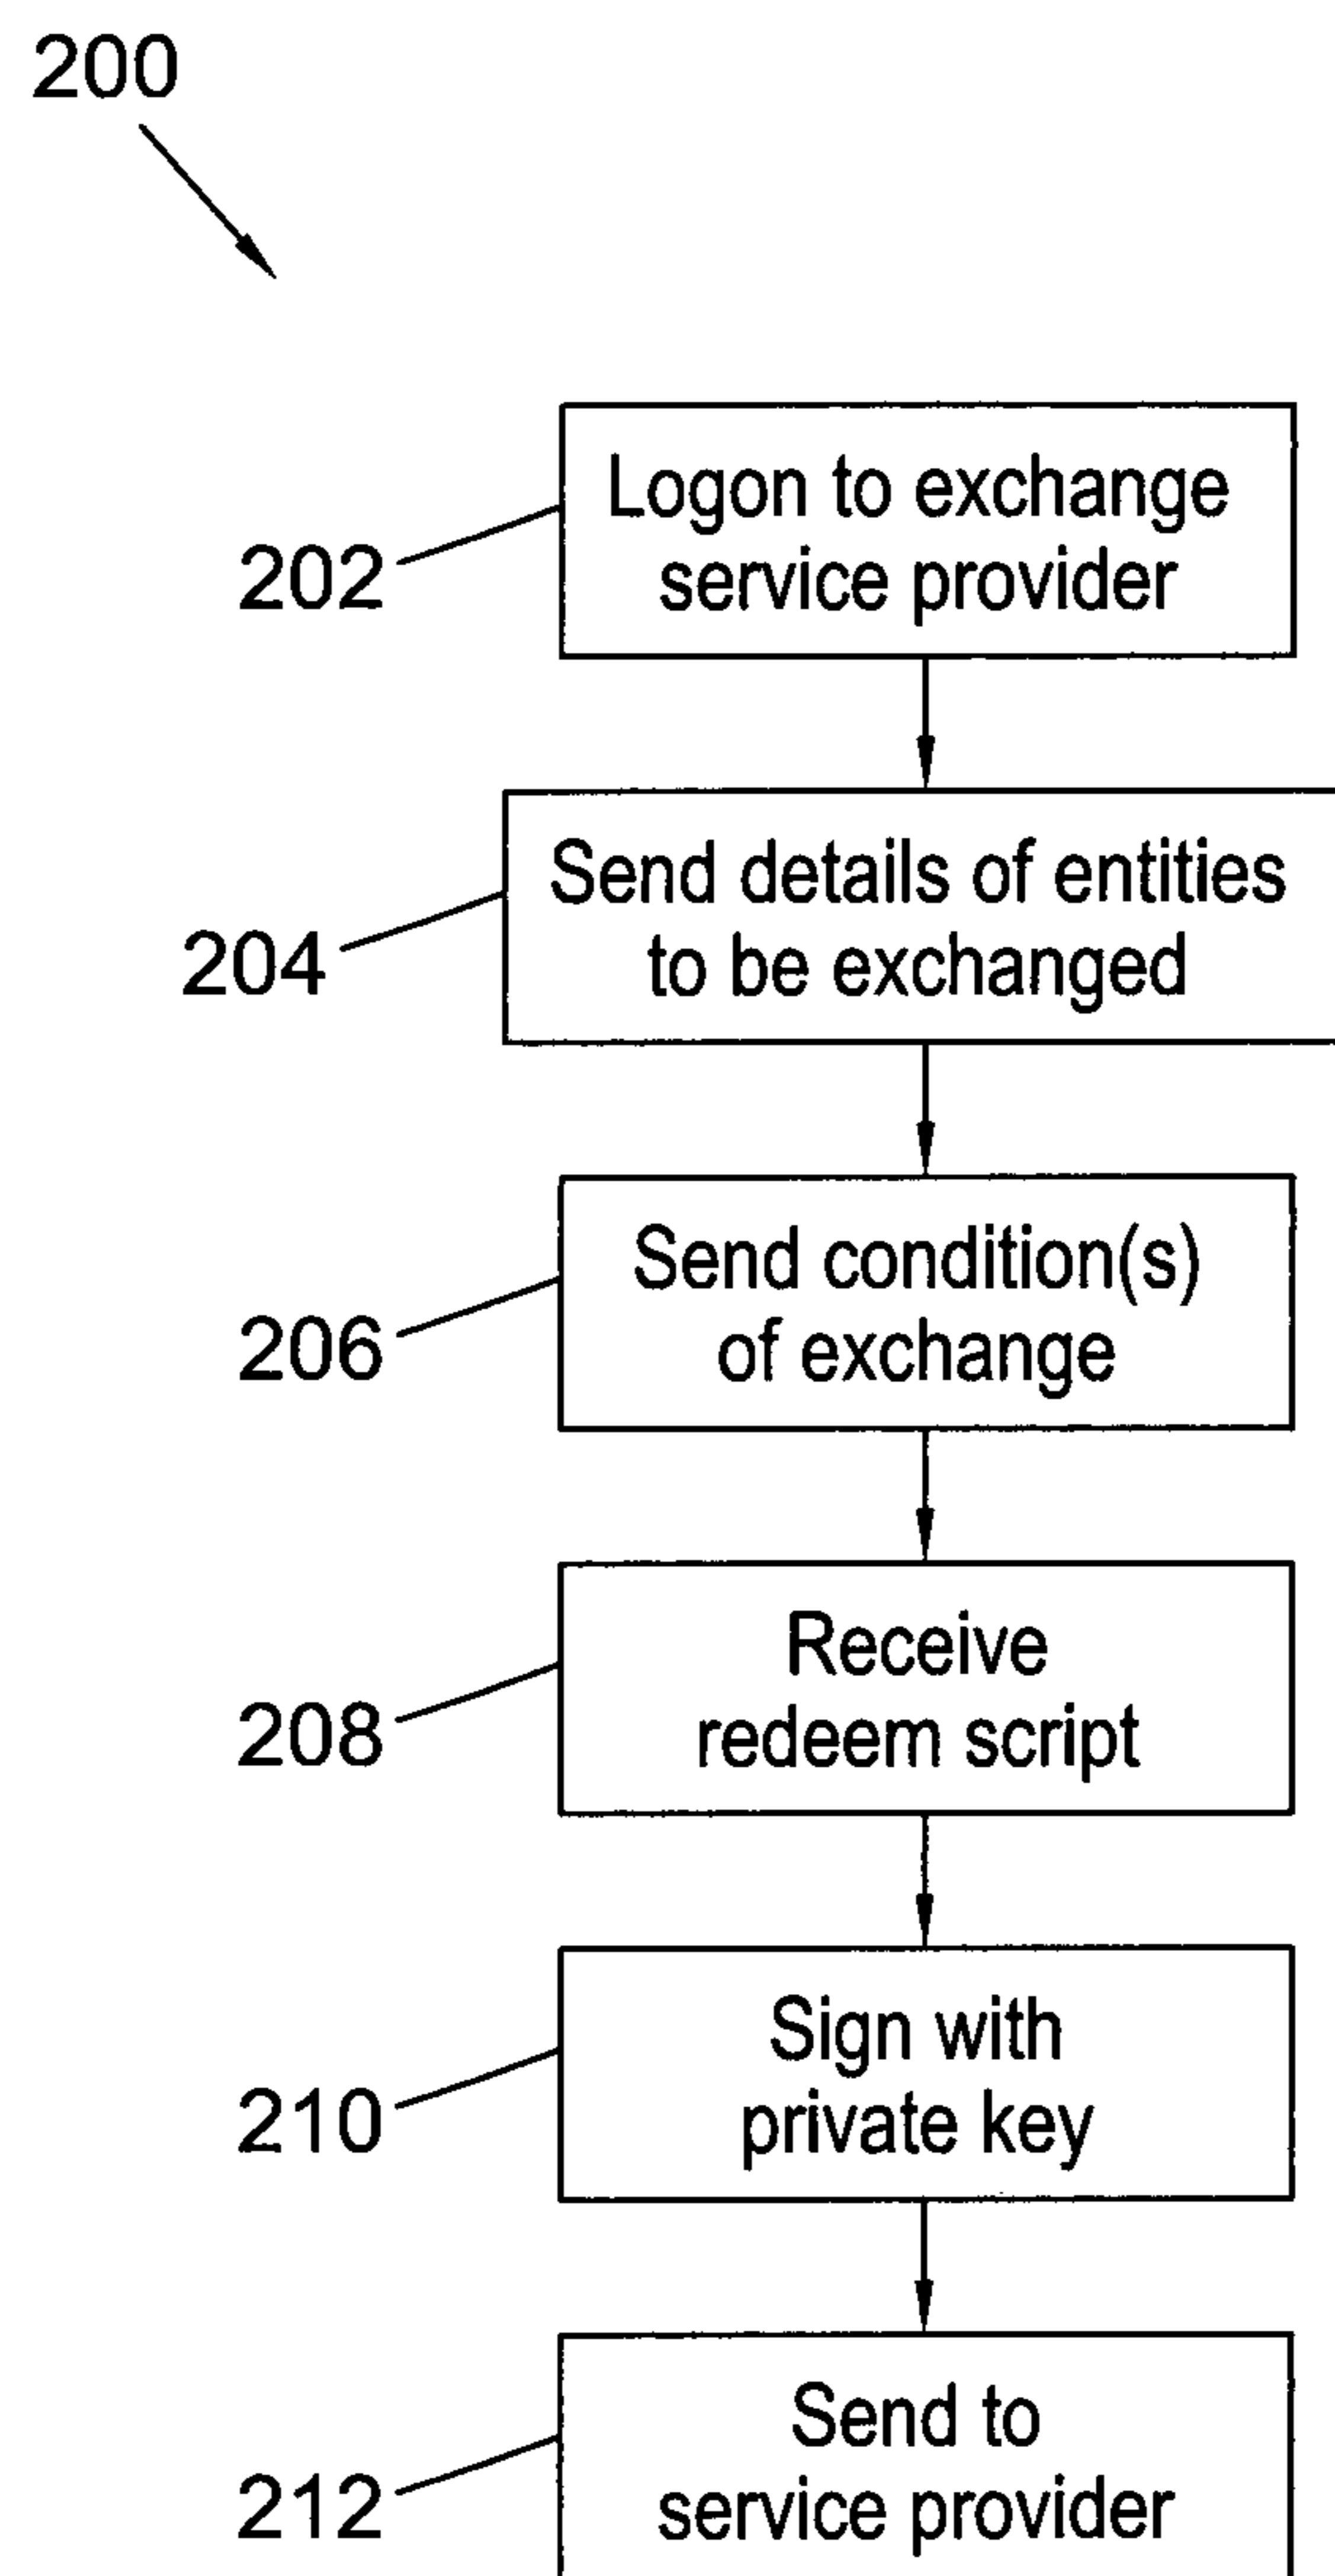 200
202
Logon to exchange
service provider
204
Send details of entities
to be exchanged
206
Send condition(s)
of exchange
208
Receive
redeem script
210
Sign with
private key
212
Send to
service provider